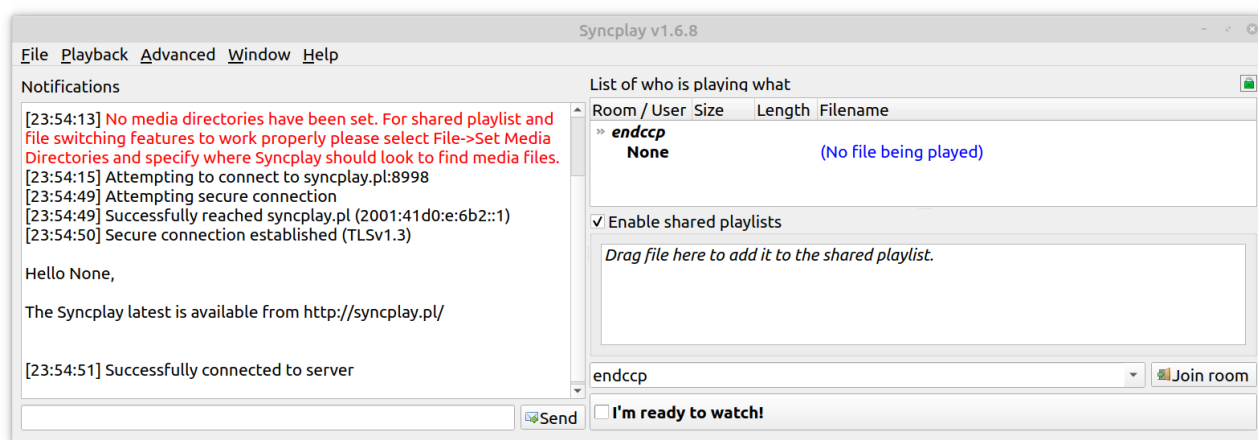 Syncplay v1.6.8
File Playback Advanced Window Help
Notifications
[23:54:13] No media directories have been set. For shared playlist and
file switching features to work properly please select File->Set Media
Directories and specify where Syncplay should look to find media files.
[23:54:15] Attempting to connect to syncplay.pl:8998
[23:54:49] Attempting secure connection
[23:54:49] Successfully reached syncplay.pl (2001:41d0:e:6b2::1)
[23:54:50] Secure connection established (TLSv1.3)
Hello None,
The Syncplay latest is available from http://syncplay.pl/
[23:54:51] Successfully connected to server
Send
List of who is playing what
Room / User Size Length Filename
» endccp
None (No file being played)
Enable shared playlists
Drag file here to add it to the shared playlist.
endccp
Join room
I'm ready to watch!